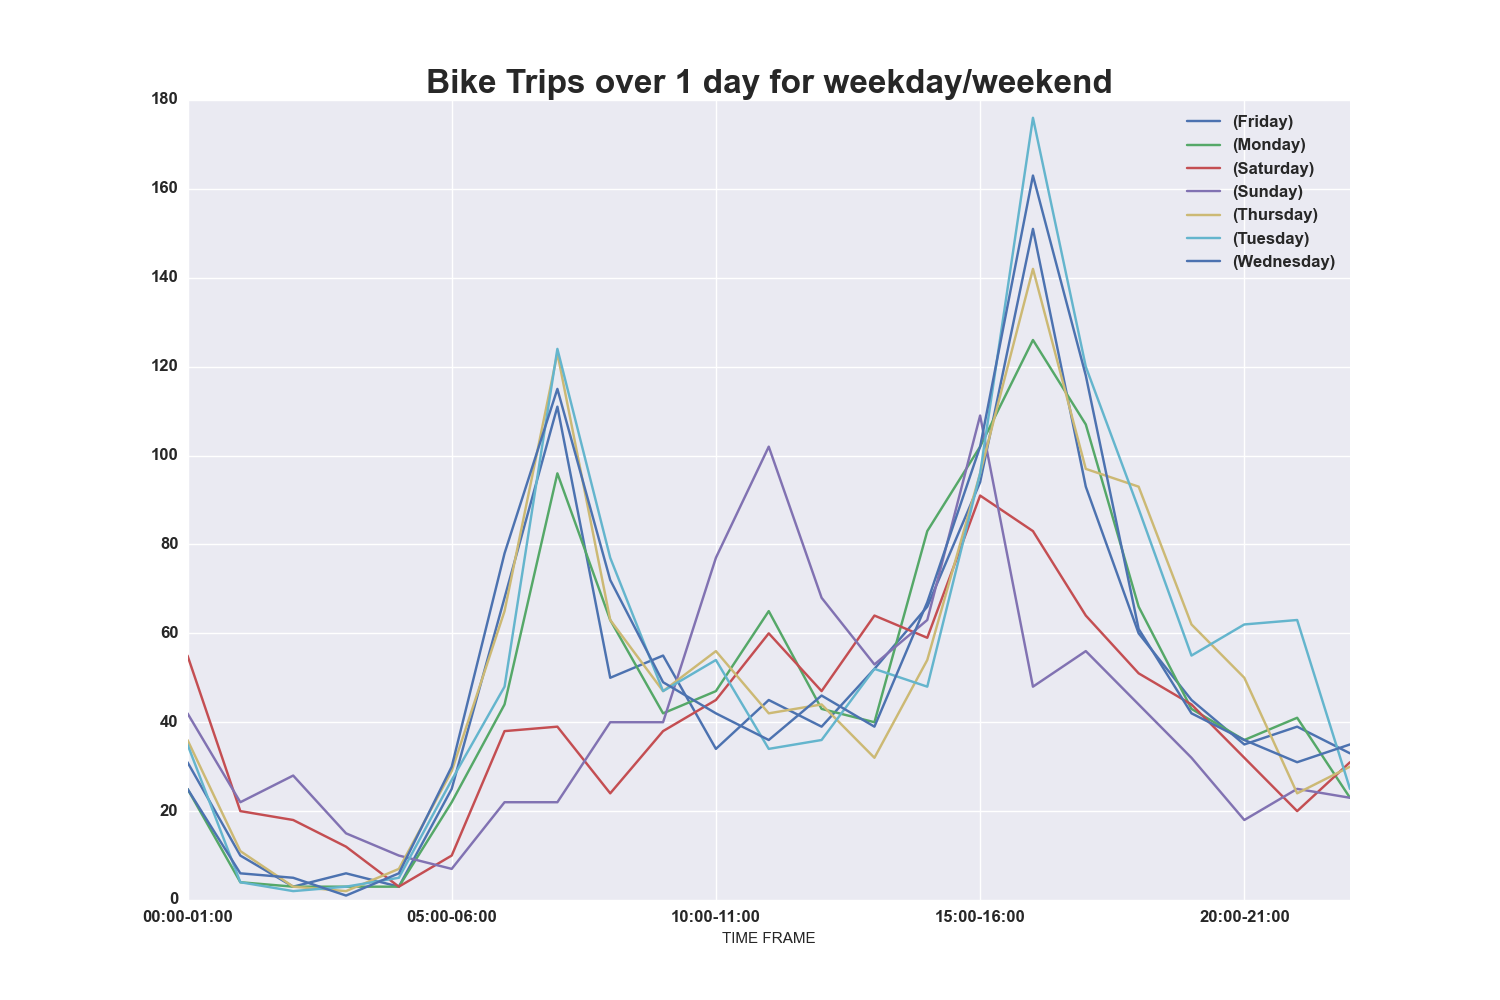 Bike Trips over 1 day for weekday/weekend
180
160
140
120
100
80
60
40
20
0
(Friday)
(Monday)
(Saturday)
(Sunday)
(Thursday)
(Tuesday)
(Wednesday)
00:00-01:00 05:00-06:00 10:00-11:00 15:00-16:00 20:00-21:00
TIME FRAME